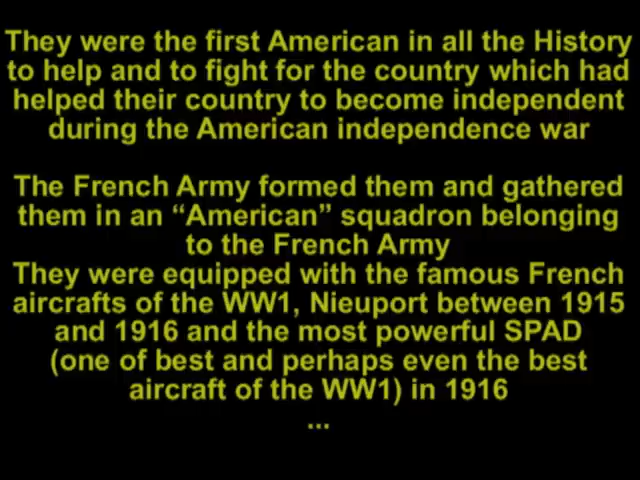 They were the first American in all the History
to help and to fight for the country which had
helped their country to become independent
during the American independence war
The French Army formed them and gathered
them in an “American” squadron belonging
to the French Army
They were equipped with the famous French
aircrafts of the WW1, Nieuport between 1915
and 1916 and the most powerful SPAD
(one of best and perhaps even the best
aircraft of the WW1) in 1916
...